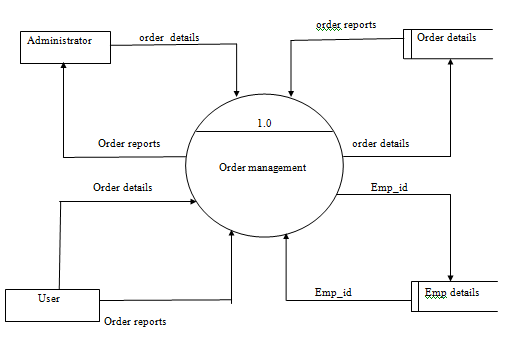 order reports
Administrator
order details
Order details
1.0
Order reports
order details
Order management
Order details
Emp_id
User
Emp_id
Emp details
Order reports